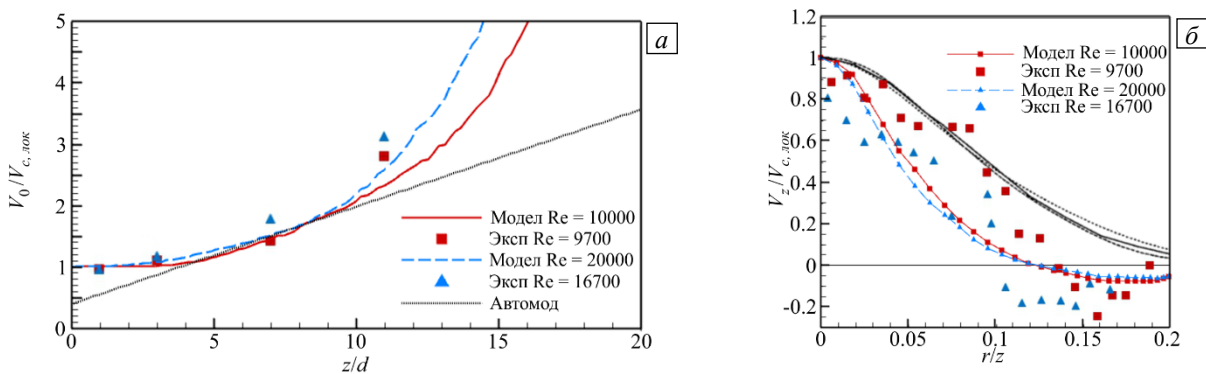 5
4
3
2
1
0
V₀/V_c, лок
0 5 10 15 20
z/d
а
Модел Re = 10000
Эксп Re = 9700
Модел Re = 20000
Эксп Re = 16700
Автомод
1.2
1
0.8
0.6
0.4
0.2
0
-0.2
V_z/V_c, лок
0 0.05 0.1 0.15 0.2
r/z
б
Модел Re = 10000
Эксп Re = 9700
Модел Re = 20000
Эксп Re = 16700